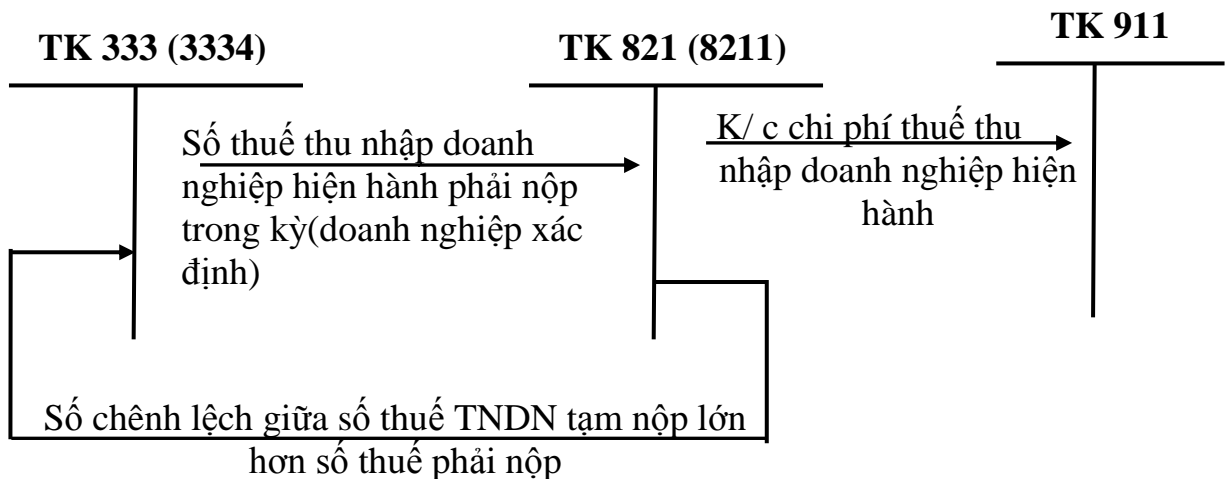 TK 333 (3334)
TK 821 (8211)
TK 911
Số thuế thu nhập doanh
nghiệp hiện hành phải nộp
trong kỳ(doanh nghiệp xác
định)
K/ c chi phí thuế thu
nhập doanh nghiệp hiện
hành
Số chênh lệch giữa số thuế TNDN tạm nộp lớn
hơn số thuế phải nộp